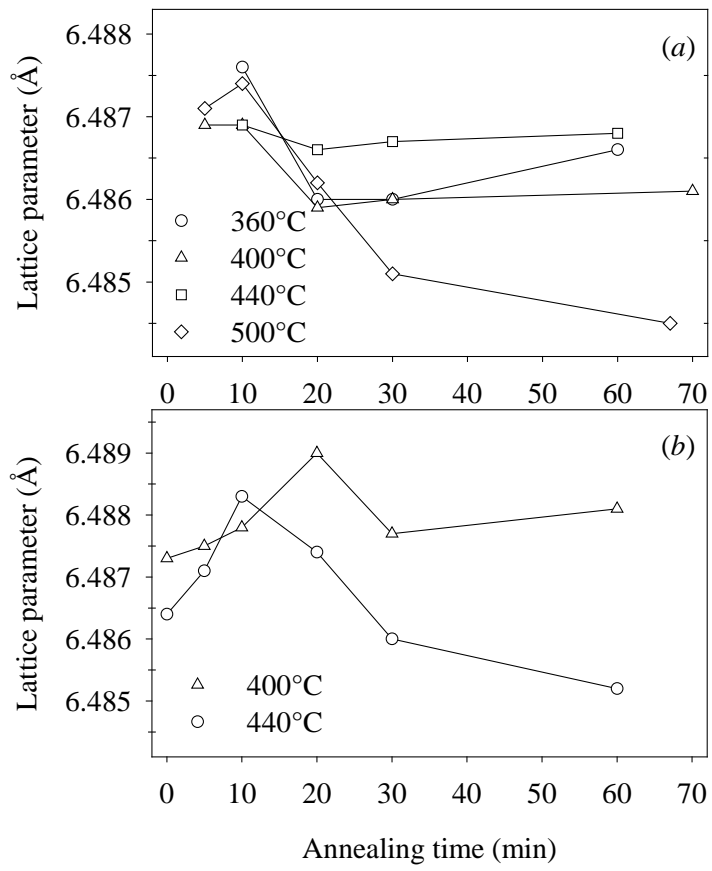 6.488
(a)
6.487
6.486
6.485
Lattice parameter (Å)
360°C
400°C
440°C
500°C
0 10 20 30 40 50 60 70
6.489
(b)
6.488
6.487
6.486
6.485
Lattice parameter (Å)
400°C
440°C
0 10 20 30 40 50 60 70
Annealing time (min)